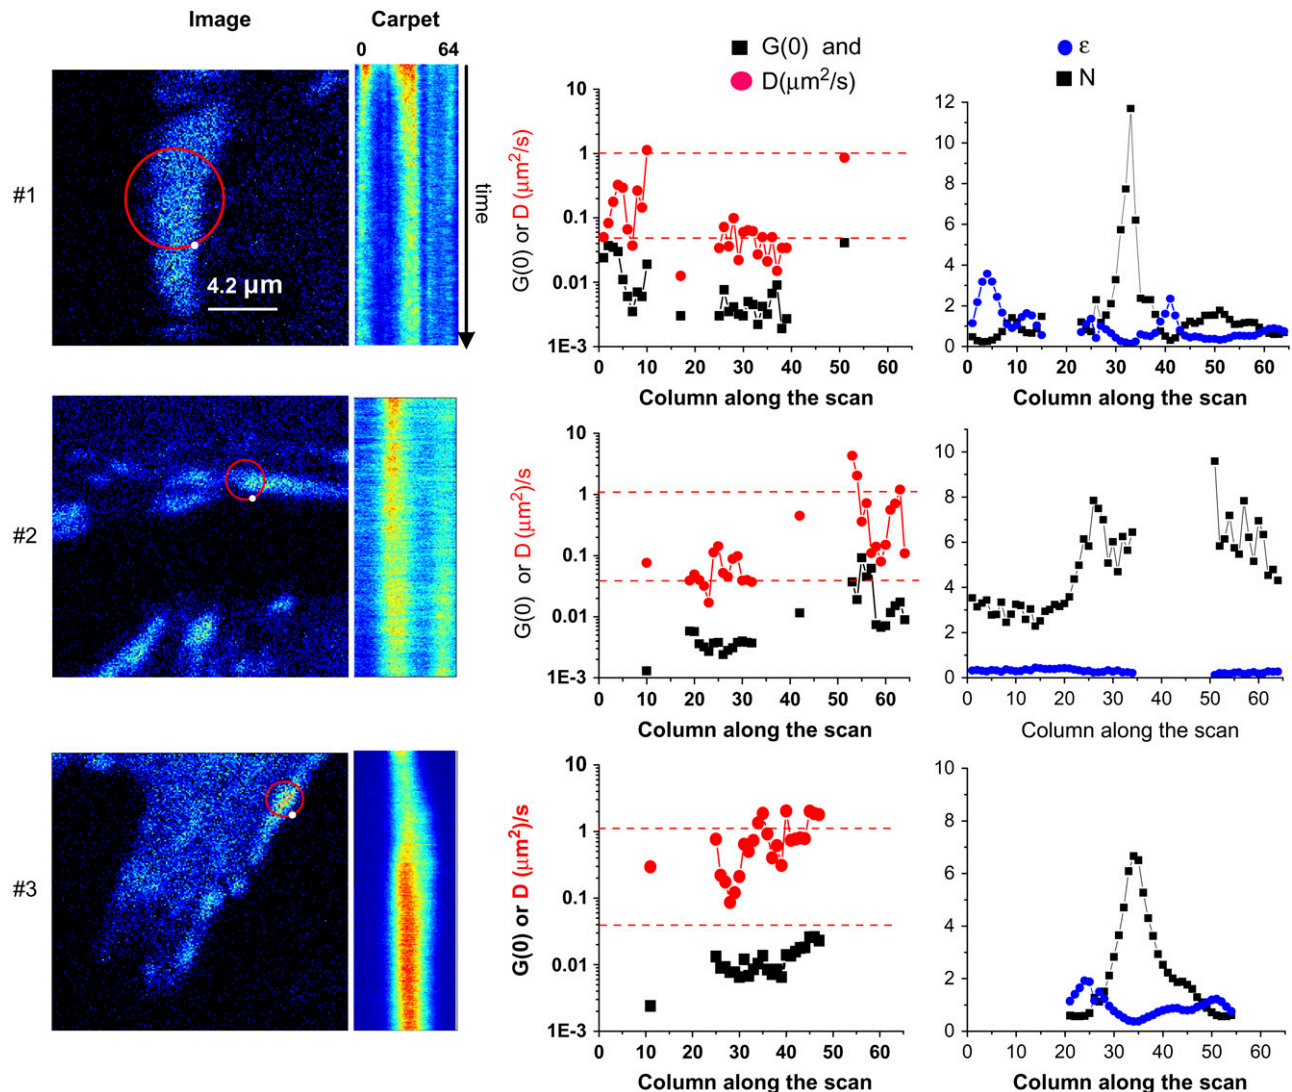 Image
Carpet
0 64
G(0) and
D(μm²/s)
ε
N
#1
4.2 μm
time
G(0) or D (μm²/s)
10
1
0.1
0.01
1E-3
0 10 20 30 40 50 60
Column along the scan
12
10
8
6
4
2
0
0 10 20 30 40 50 60
Column along the scan
#2
G(0) or D (μm²)/s
10
1
0.1
0.01
1E-3
0 10 20 30 40 50 60
Column along the scan
10
8
6
4
2
0
0 10 20 30 40 50 60
Column along the scan
#3
G(0) or D (μm²)/s
10
1
0.1
0.01
1E-3
0 10 20 30 40 50 60
Column along the scan
10
8
6
4
2
0
0 10 20 30 40 50 60
Column along the scan